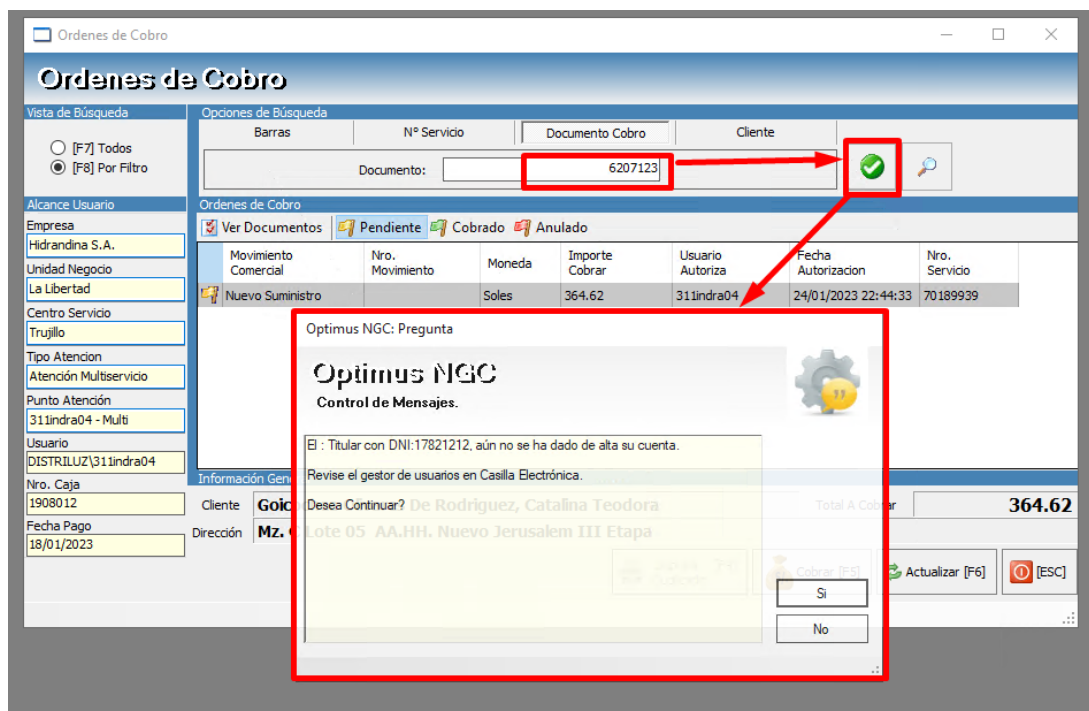 Ordenes de Cobro
Ordenes de Cobro
Vista de Búsqueda
[F7] Todos
[F8] Por Filtro
Opciones de Búsqueda
Barras Nº Servicio Documento Cobro Cliente
Documento: 6207123
Alcance Usuario
Empresa
Hidrandina S.A.
Unidad Negocio
La Libertad
Centro Servicio
Trujillo
Tipo Atencion
Atención Multiservicio
Punto Atención
311indra04 - Multi
Usuario
DISTRILUZ\311indra04
Nro. Caja
1908012
Fecha Pago
18/01/2023
Ordenes de Cobro
Ver Documentos Pendiente Cobrado Anulado
Movimiento Comercial Nro. Movimiento Moneda Importe Cobrar Usuario Autoriza Fecha Autorizacion Nro. Servicio
Nuevo Suministro Soles 364.62 311indra04 24/01/2023 22:44:33 70189939
Optimus NGC: Pregunta
Optimus NGC
Control de Mensajes.
El : Titular con DNI:17821212, aún no se ha dado de alta su cuenta.
Revise el gestor de usuarios en Casilla Electrónica.
Desea Continuar?
Si
No
Información Gen
Cliente Goic De Rodriguez, Catalina Teodora Total A Cobrar 364.62
Dirección Mz. Lote 05 AA.HH. Nuevo Jerusalem III Etapa
Cobrar [F5] Actualizar [F6] [ESC]